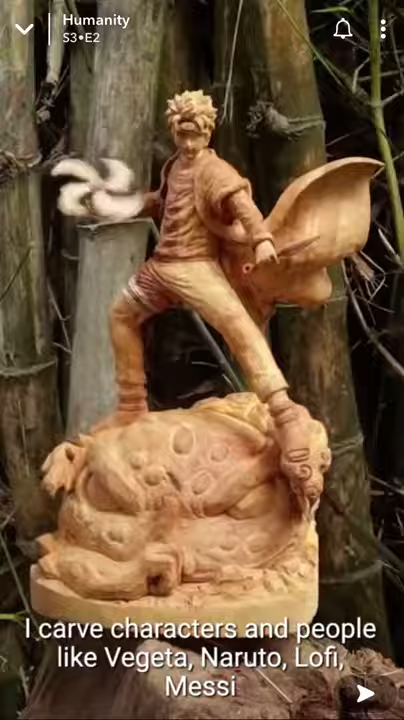 Humanity
S3•E2
I carve characters and people
like Vegeta, Naruto, Lofi,
Messi